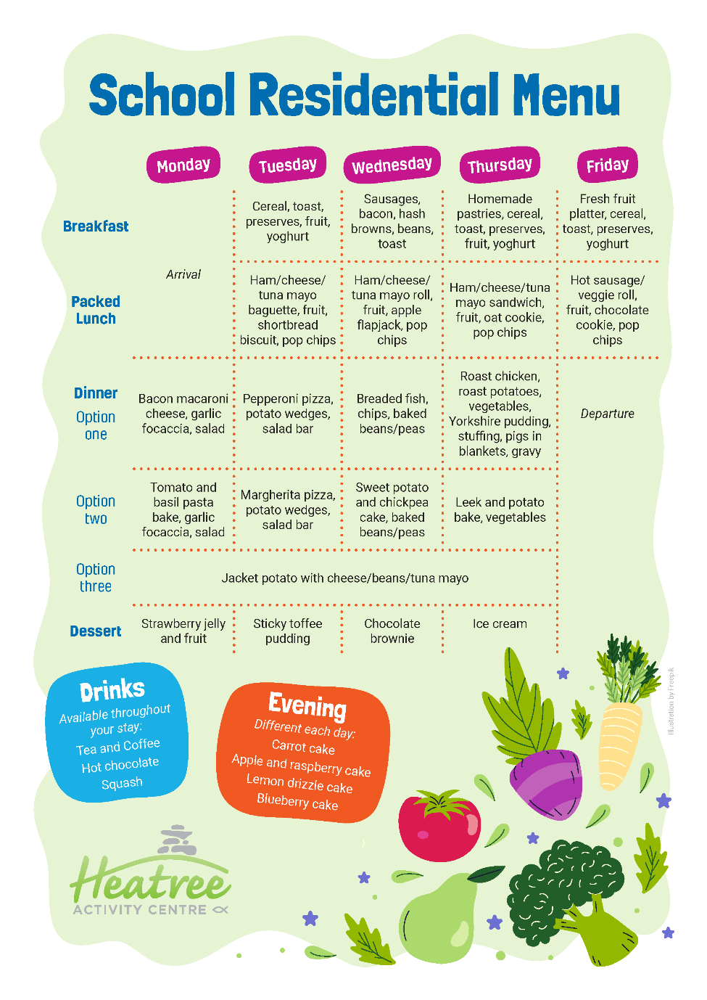 School Residential Menu
Monday
Tuesday
Wednesday
Thursday
Friday
Breakfast
Arrival
Cereal, toast,
preserves, fruit,
yoghurt
Sausages,
bacon, hash
browns, beans,
toast
Homemade
pastries, cereal,
toast, preserves,
fruit, yoghurt
Fresh fruit
platter, cereal,
toast, preserves,
yoghurt
Packed
Lunch
Ham/cheese/
tuna mayo
baguette, fruit,
shortbread
biscuit, pop chips
Ham/cheese/
tuna mayo roll,
fruit, apple
flapjack, pop
chips
Ham/cheese/tuna
mayo sandwich,
fruit, oat cookie,
pop chips
Hot sausage/
veggie roll,
fruit, chocolate
cookie, pop
chips
Dinner
Option
one
Bacon macaroni
cheese, garlic
focaccia, salad
Pepperoni pizza,
potato wedges,
salad bar
Breaded fish,
chips, baked
beans/peas
Roast chicken,
roast potatoes,
vegetables,
Yorkshire pudding,
stuffing, pigs in
blankets, gravy
Departure
Option
two
Tomato and
basil pasta
bake, garlic
focaccia, salad
Margherita pizza,
potato wedges,
salad bar
Sweet potato
and chickpea
cake, baked
beans/peas
Leek and potato
bake, vegetables
Option
three
Jacket potato with cheese/beans/tuna mayo
Dessert
Strawberry jelly
and fruit
Sticky toffee
pudding
Chocolate
brownie
Ice cream
Drinks
Available throughout
your stay:
Tea and Coffee
Hot chocolate
Squash
Evening
Different each day:
Carrot cake
Apple and raspberry cake
Lemon drizzle cake
Blueberry cake
Illustration by Freepik
Heatree
ACTIVITY CENTRE